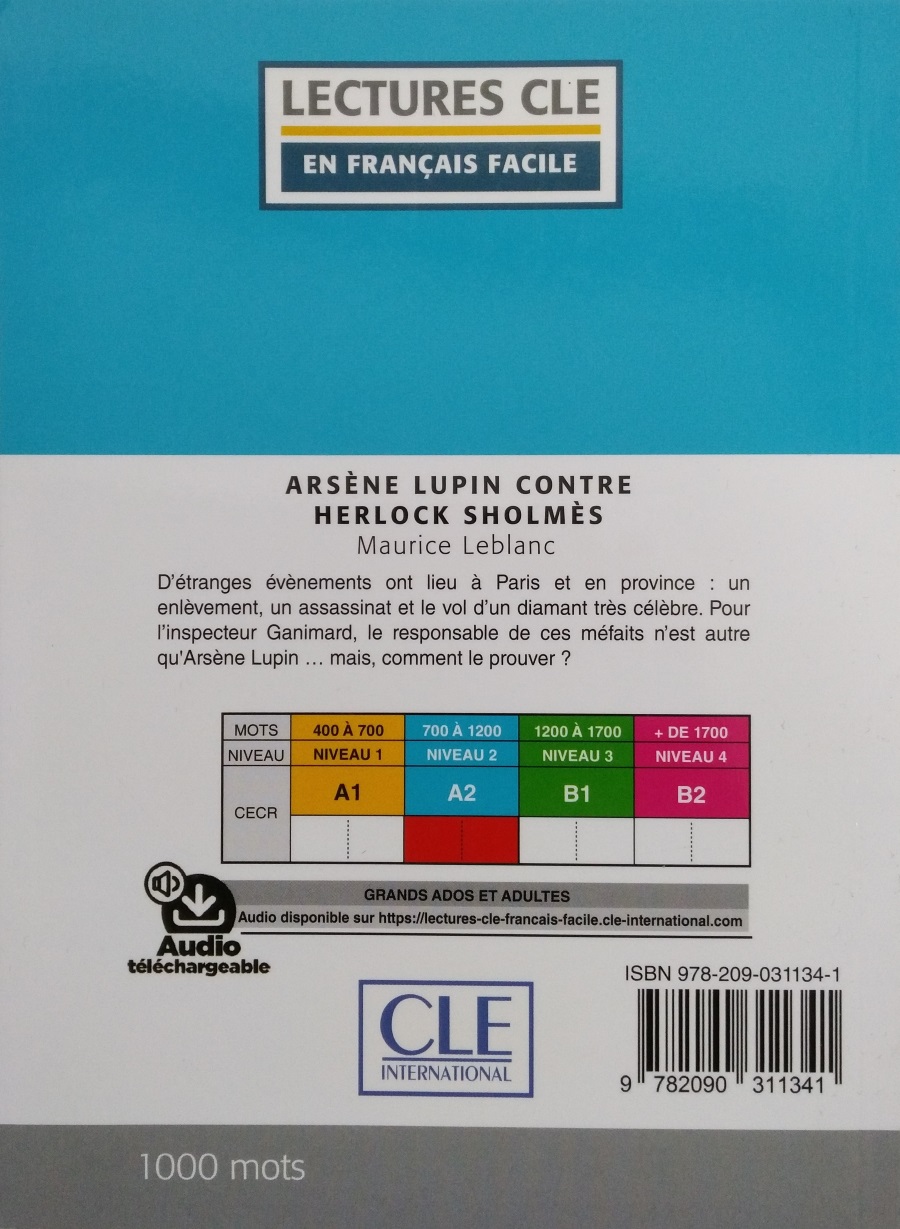 LECTURES CLE
EN FRANÇAIS FACILE
ARSÈNE LUPIN CONTRE
HERLOCK SHOLMÈS
Maurice Leblanc
D'étranges évènements ont lieu à Paris et en province : un
enlèvement, un assassinat et le vol d'un diamant très célèbre. Pour
l'inspecteur Ganimard, le responsable de ces méfaits n'est autre
qu'Arsène Lupin ... mais, comment le prouver ?
MOTS 400 À 700 700 À 1200 1200 À 1700 + DE 1700
NIVEAU NIVEAU 1 NIVEAU 2 NIVEAU 3 NIVEAU 4
CECR A1 A2 B1 B2
GRANDS ADOS ET ADULTES
Audio disponible sur https://lectures-cle-francais-facile.cle-international.com
Audio
téléchargeable
ISBN 978-209-031134-1
CLE
INTERNATIONAL
9 782090 311341
1000 mots